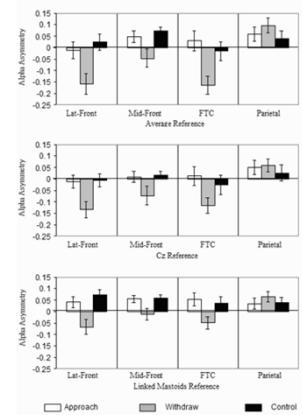 0.15
0.1
0.05
0
-0.05
-0.1
-0.15
-0.2
-0.25
Alpha Asymmetry
Lat-Front Mid-Front FTC Parietal
Average Reference
0.15
0.1
0.05
0
-0.05
-0.1
-0.15
-0.2
-0.25
Alpha Asymmetry
Lat-Front Mid-Front FTC Parietal
Cz Reference
0.15
0.1
0.05
0
-0.05
-0.1
-0.15
-0.2
-0.25
Alpha Asymmetry
Lat-Front Mid-Front FTC Parietal
Linked Mastoids Reference
Approach Withdraw Control